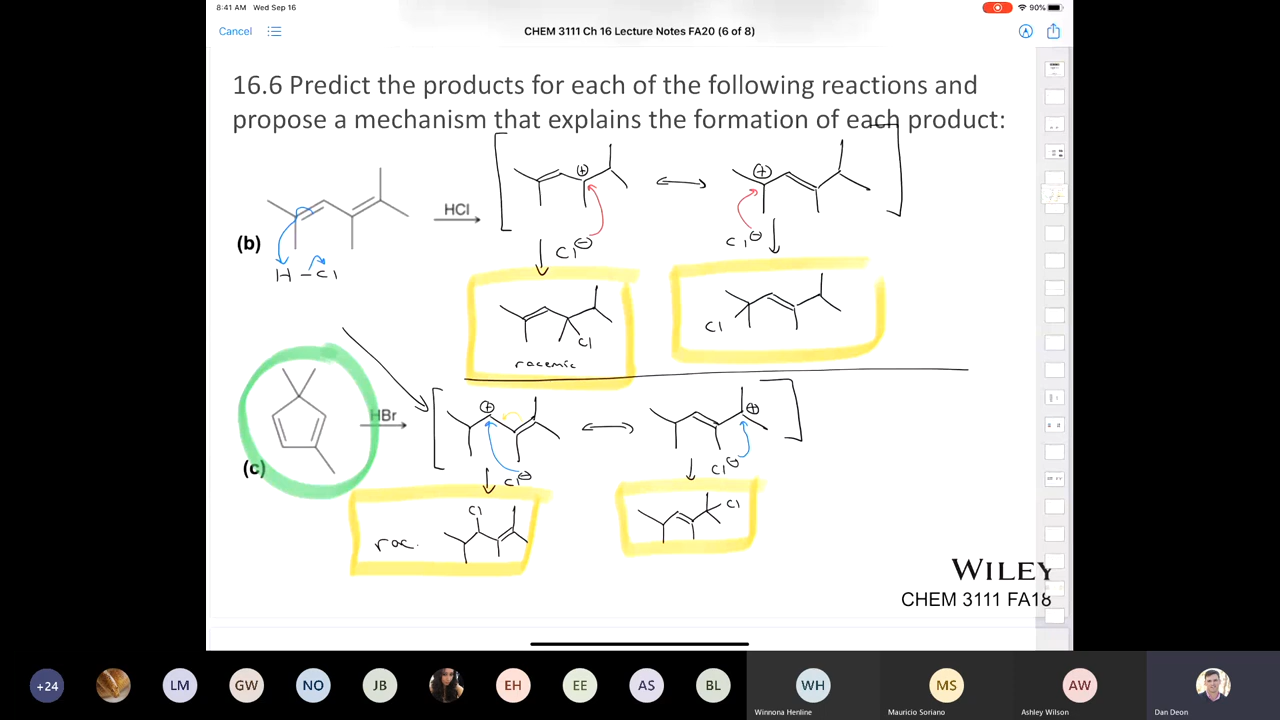 8:41 AM Wed Sep 16
90%
Cancel
CHEM 3111 Ch 16 Lecture Notes FA20 (6 of 8)
16.6 Predict the products for each of the following reactions and
propose a mechanism that explains the formation of each product:
(b)
HCl
H – Cl
Cl⊖
Cl⊖
Cl
racemic
Cl
(c)
HBr
Cl⊖
Cl⊖
rac.
Cl
Cl
WILEY
CHEM 3111 FA18
+24
LM
GW
NO
JB
EH
EE
AS
BL
WH
MS
AW
Winnona Henline
Mauricio Soriano
Ashley Wilson
Dan Deon